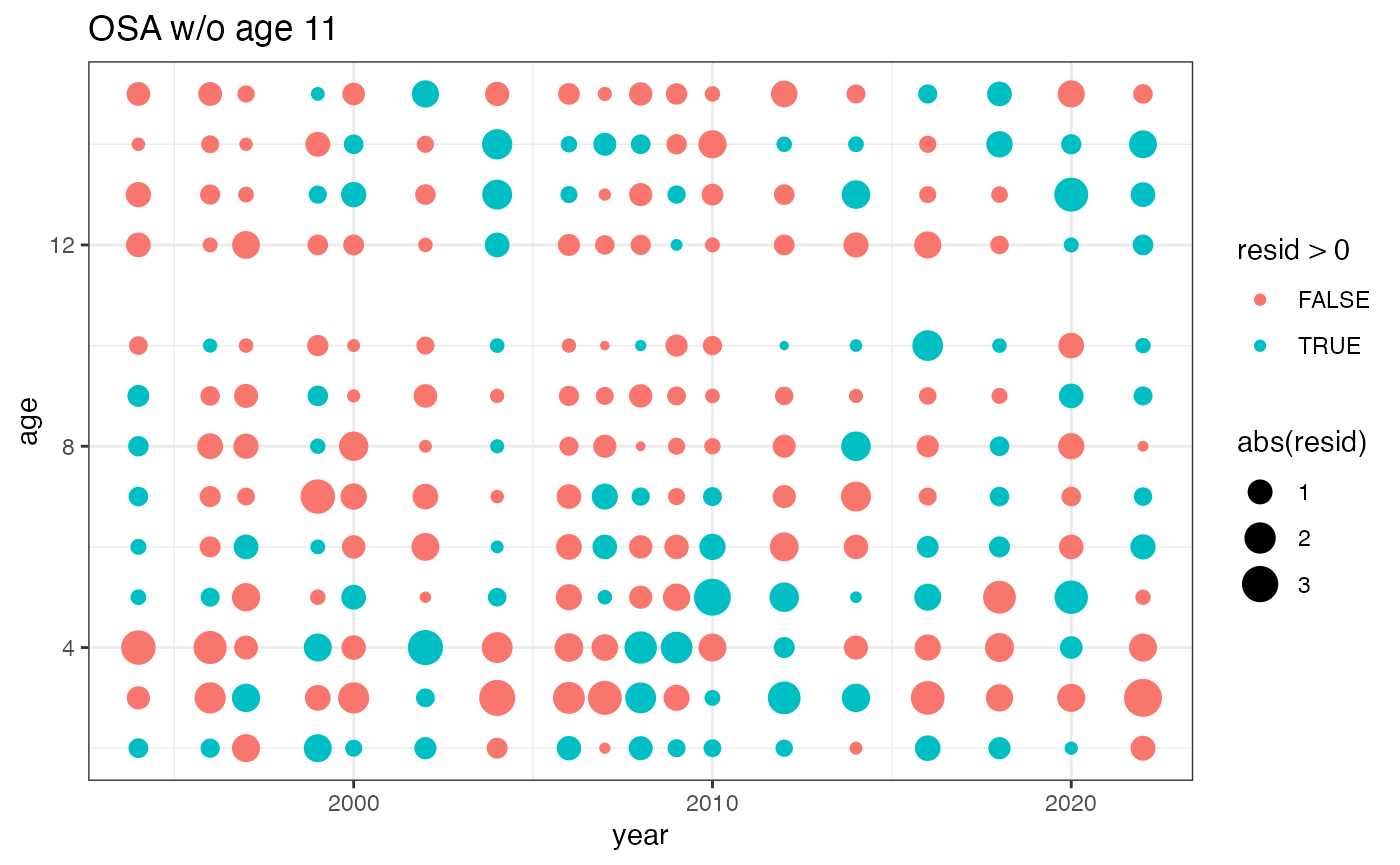 OSA w/o age 11
12
8
4
age
2000 2010 2020
year
resid > 0
FALSE
TRUE
abs(resid)
1
2
3